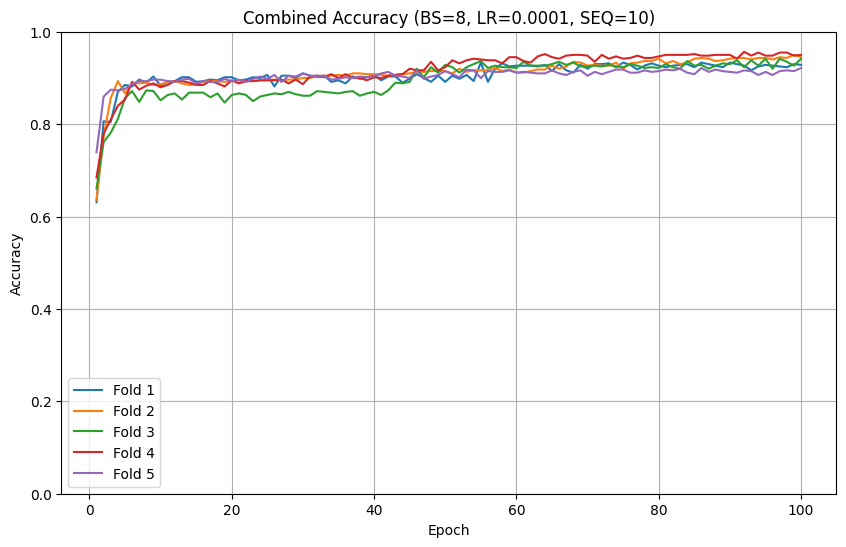 Combined Accuracy (BS=8, LR=0.0001, SEQ=10)
Accuracy
1.0
0.8
0.6
0.4
0.2
0.0
Fold 1
Fold 2
Fold 3
Fold 4
Fold 5
0 20 40 60 80 100
Epoch